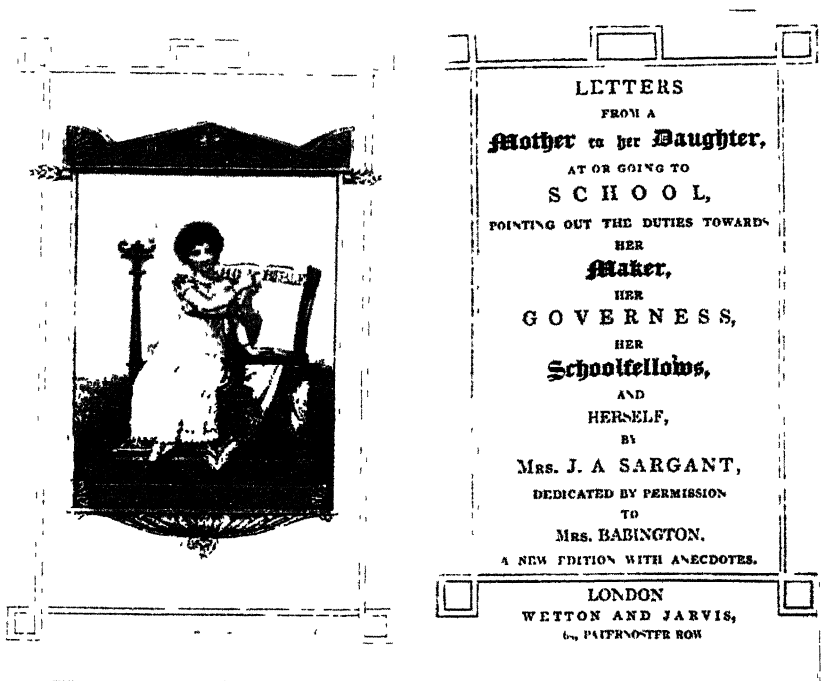 HOLY BIBLE
LETTERS
FROM A
Mother to her Daughter,
AT OR GOING TO
SCHOOL,
POINTING OUT THE DUTIES TOWARDS
HER
Maker,
HER
GOVERNESS,
HER
Schoolfellows,
AND
HERSELF,
BY
MRS. J. A SARGANT,
DEDICATED BY PERMISSION
TO
MRS. BABINGTON.
A NEW EDITION WITH ANECDOTES.
LONDON
WETTON AND JARVIS,
PATERNOSTER ROW